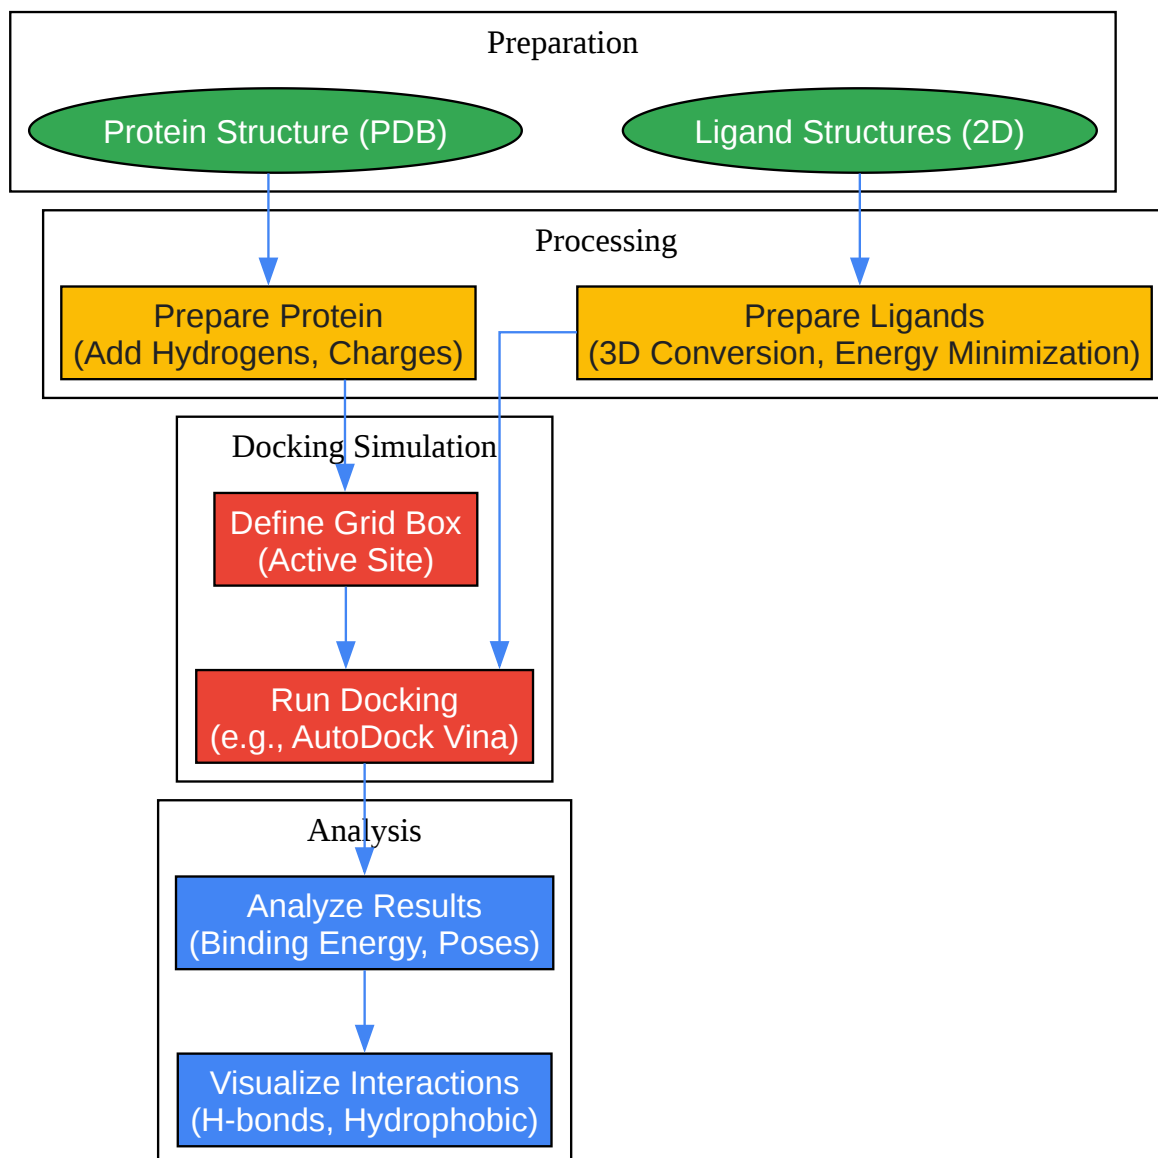 Preparation
Protein Structure (PDB)
Ligand Structures (2D)
Processing
Prepare Protein
(Add Hydrogens, Charges)
Prepare Ligands
(3D Conversion, Energy Minimization)
Docking Simulation
Define Grid Box
(Active Site)
Run Docking
(e.g., AutoDock Vina)
Analysis
Analyze Results
(Binding Energy, Poses)
Visualize Interactions
(H-bonds, Hydrophobic)